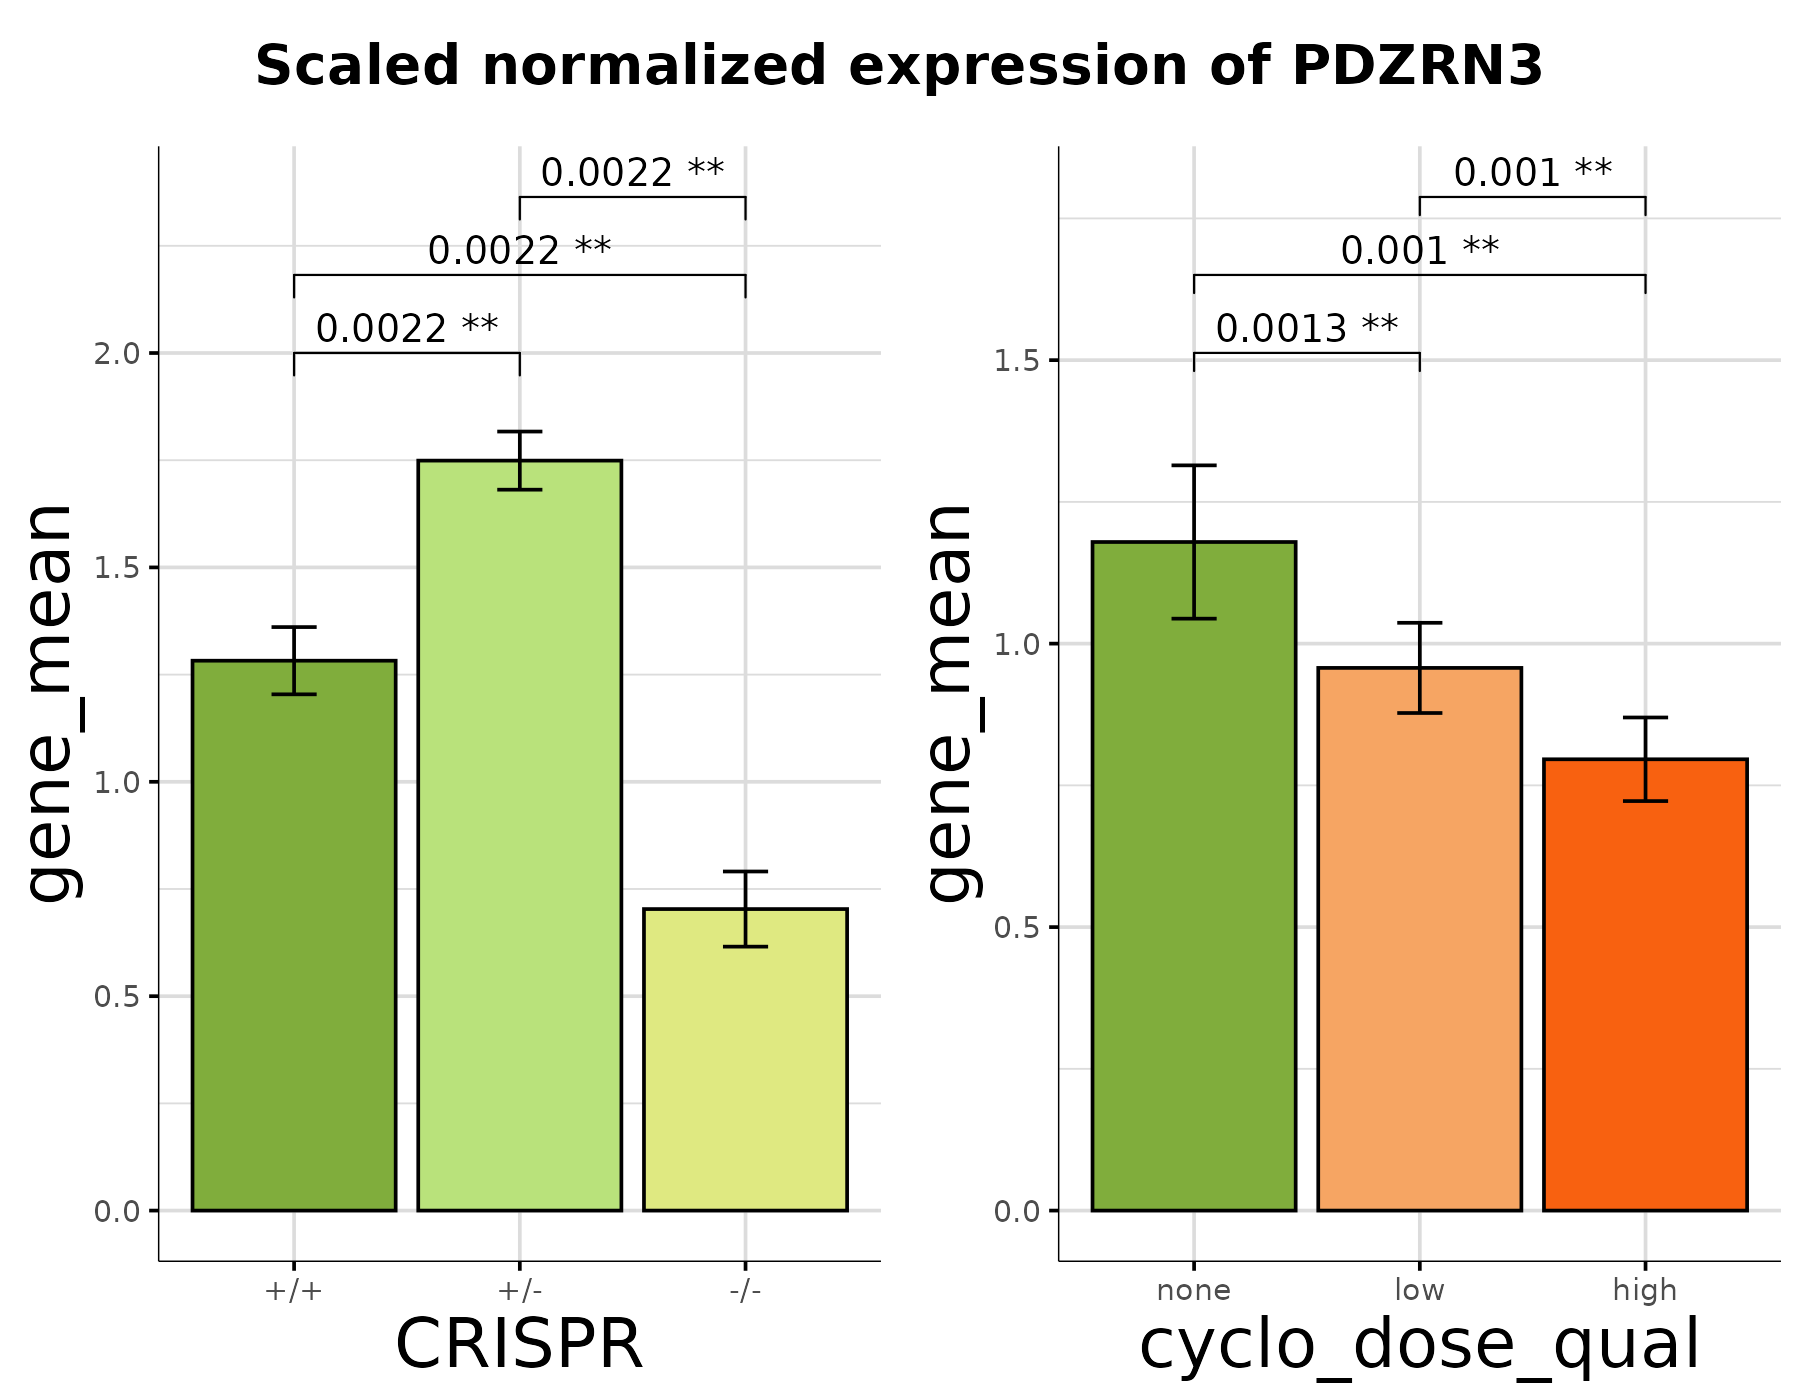 Scaled normalized expression of PDZRN3
gene_mean
0.0022 **
0.0022 **
0.0022 **
2.0
1.5
1.0
0.5
0.0
+/+ +/- -/-
CRISPR
gene_mean
0.001 **
0.001 **
0.0013 **
1.5
1.0
0.5
0.0
none low high
cyclo_dose_qual